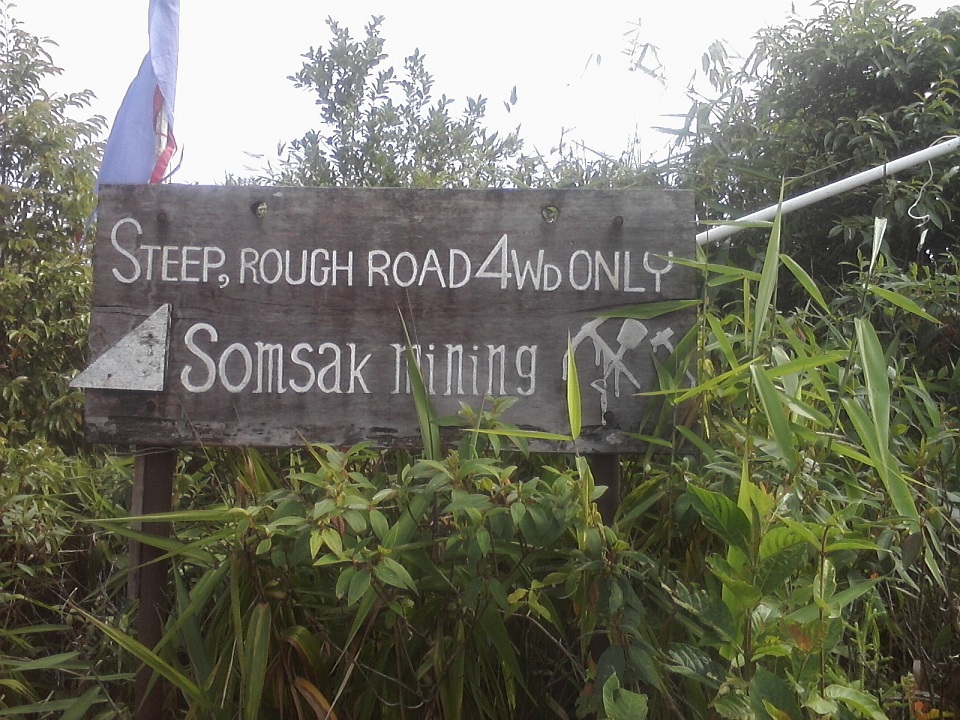 STEEP, ROUGH ROAD 4WD ONLY
SOMSAK mining